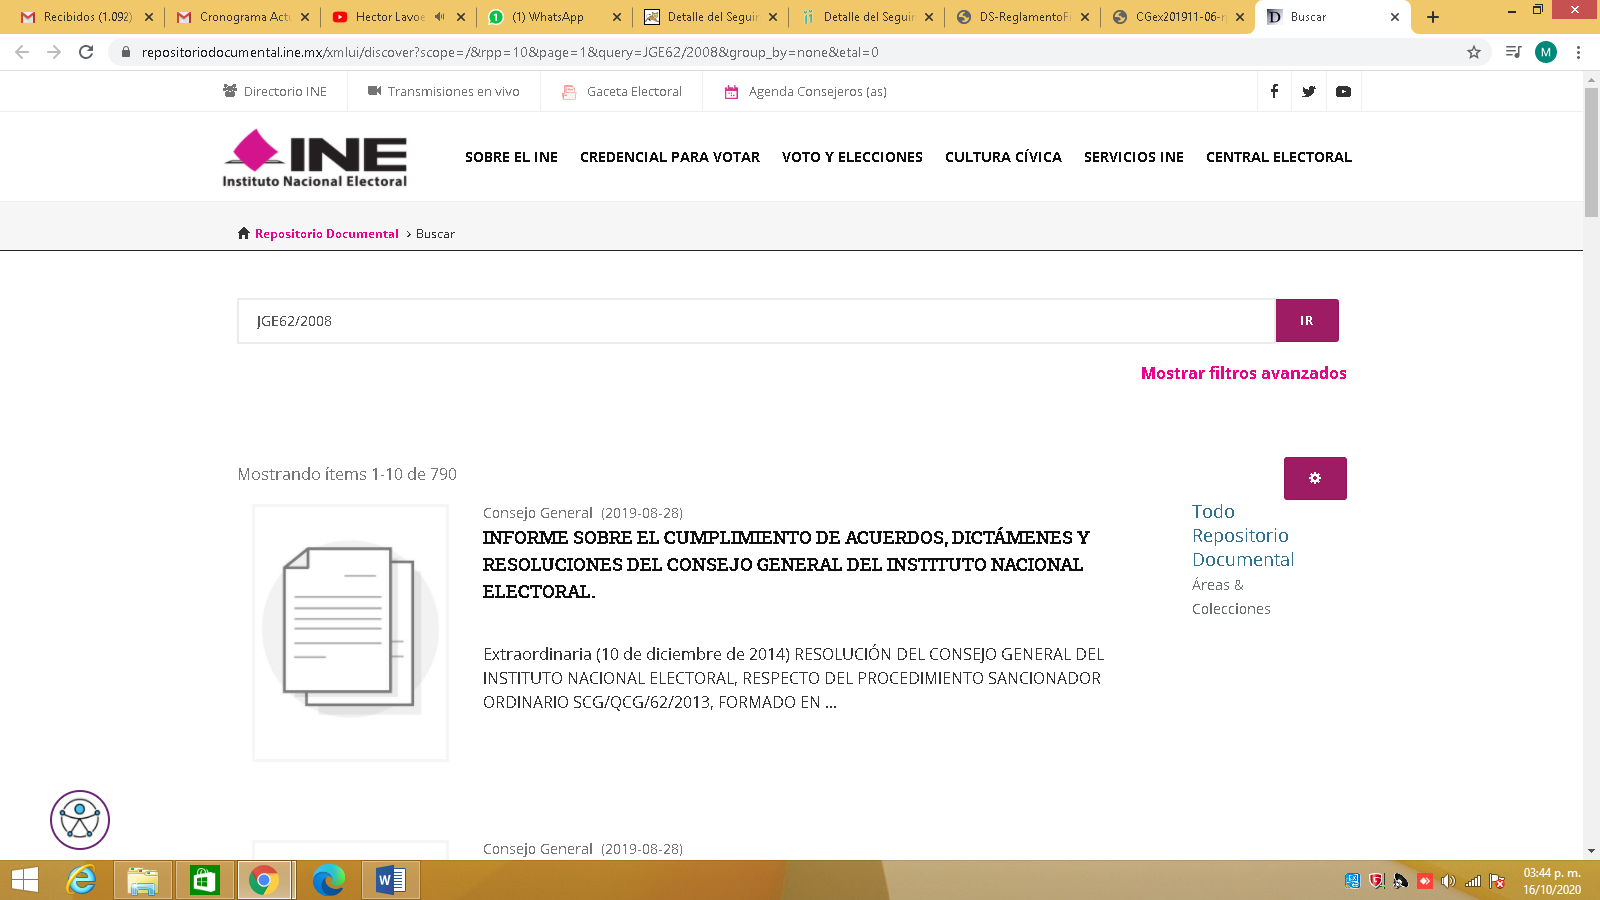 Recibidos (1.092)
Cronograma Actu
Hector Lavoe
(1) WhatsApp
Detalle del Seguir
Detalle del Seguir
DS-ReglamentoFi
CGex201911-06-r
Buscar
repositoriodocumental.ine.mx/xmlui/discover?scope=/&rpp=10&page=1&query=JGE62/2008&group_by=none&etal=0
M
Directorio INE
Transmisiones en vivo
Gaceta Electoral
Agenda Consejeros (as)
INE
Instituto Nacional Electoral
SOBRE EL INE
CREDENCIAL PARA VOTAR
VOTO Y ELECCIONES
CULTURA CÍVICA
SERVICIOS INE
CENTRAL ELECTORAL
Repositorio Documental > Buscar
JGE62/2008
IR
Mostrar filtros avanzados
Mostrando ítems 1-10 de 790
Consejo General (2019-08-28)
INFORME SOBRE EL CUMPLIMIENTO DE ACUERDOS, DICTÁMENES Y
RESOLUCIONES DEL CONSEJO GENERAL DEL INSTITUTO NACIONAL
ELECTORAL.
Extraordinaria (10 de diciembre de 2014) RESOLUCIÓN DEL CONSEJO GENERAL DEL
INSTITUTO NACIONAL ELECTORAL, RESPECTO DEL PROCEDIMIENTO SANCIONADOR
ORDINARIO SCG/QCG/62/2013, FORMADO EN ...
Todo
Repositorio
Documental
Áreas &
Colecciones
Consejo General (2019-08-28)
03:44 p. m.
16/10/2020